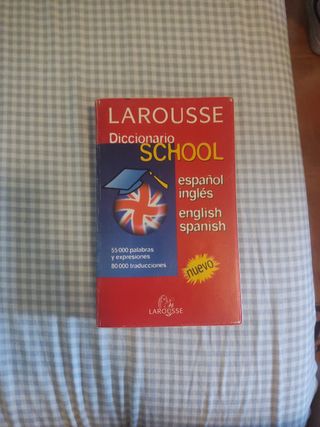 LAROUSSE
Diccionario
SCHOOL
español
inglés
english
spanish
55 000 palabras
y expresiones
80 000 traducciones
nuevo
LAROUSSE